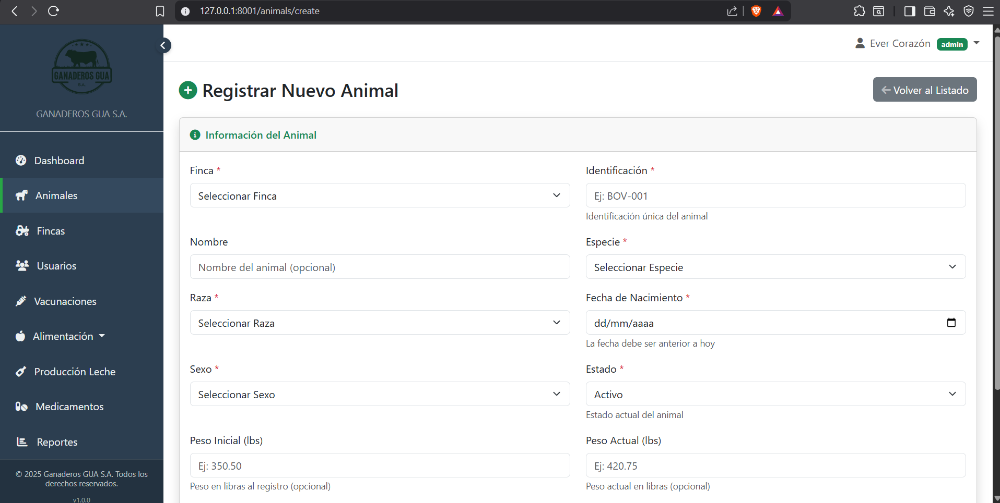 127.0.0.1:8001/animals/create
GANADEROS GUA
S.A.
GANADEROS GUA S.A.
Dashboard
Animales
Fincas
Usuarios
Vacunaciones
Alimentación
Producción Leche
Medicamentos
Reportes
© 2025 Ganaderos GUA S.A. Todos los
derechos reservados.
v1.0.0
Ever Corazón admin
Registrar Nuevo Animal
Volver al Listado
Información del Animal
Finca *
Seleccionar Finca
Identificación *
Ej: BOV-001
Identificación única del animal
Nombre
Nombre del animal (opcional)
Especie *
Seleccionar Especie
Raza *
Seleccionar Raza
Fecha de Nacimiento *
dd/mm/aaaa
La fecha debe ser anterior a hoy
Sexo *
Seleccionar Sexo
Estado *
Activo
Estado actual del animal
Peso Inicial (lbs)
Ej: 350.50
Peso en libras al registro (opcional)
Peso Actual (lbs)
Ej: 420.75
Peso actual en libras (opcional)